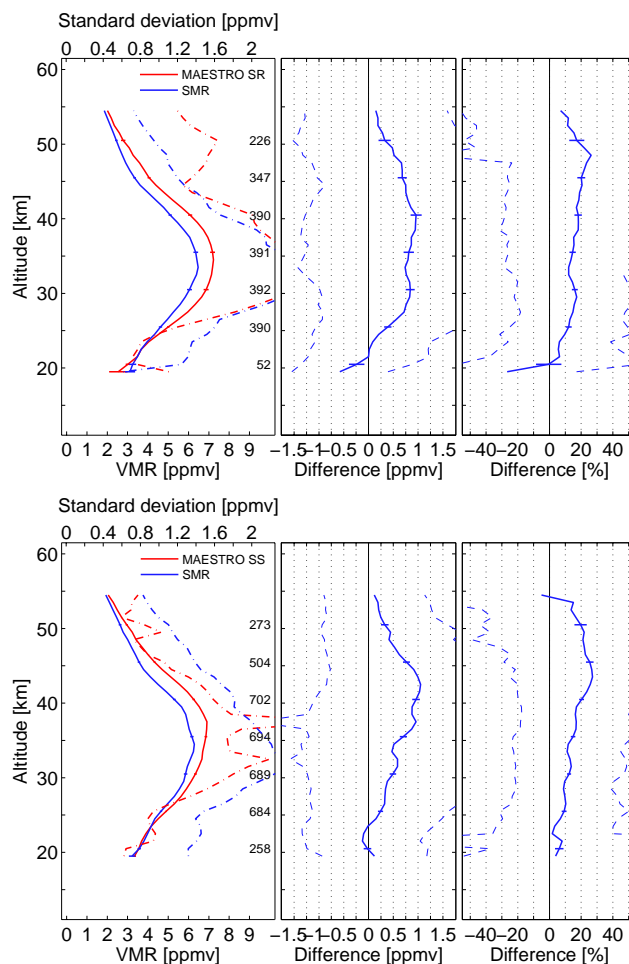 Standard deviation [ppmv]
0 0.4 0.8 1.2 1.6 2
60
50
40
30
20
Altitude [km]
MAESTRO SR
SMR
226
347
390
391
392
390
52
0 1 2 3 4 5 6 7 8 9
VMR [ppmv]
−1.5 −1 −0.5 0 0.5 1 1.5
Difference [ppmv]
−40 −20 0 20 40
Difference [%]
Standard deviation [ppmv]
0 0.4 0.8 1.2 1.6 2
60
50
40
30
20
Altitude [km]
MAESTRO SS
SMR
273
504
702
694
689
684
258
0 1 2 3 4 5 6 7 8 9
VMR [ppmv]
−1.5 −1 −0.5 0 0.5 1 1.5
Difference [ppmv]
−40 −20 0 20 40
Difference [%]